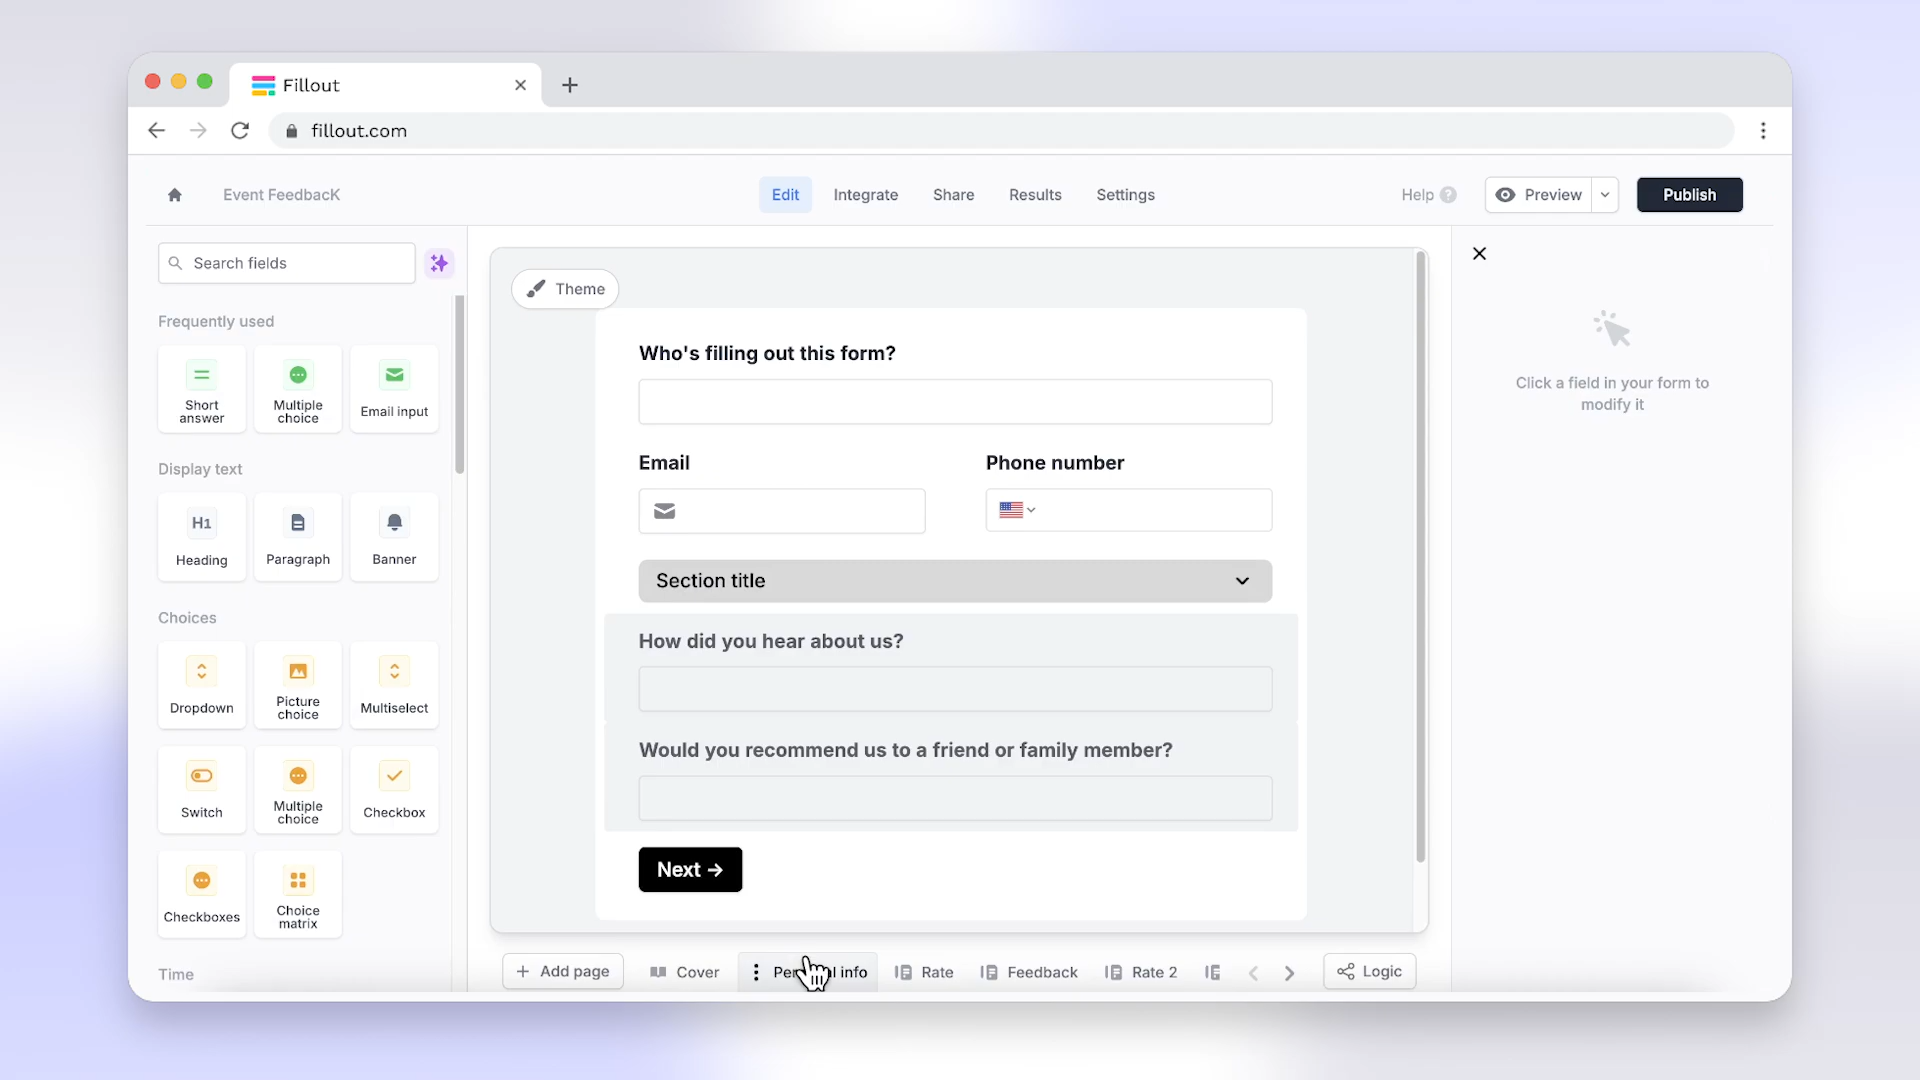 Fillout
fillout.com
Event FeedbacK
Edit
Integrate
Share
Results
Settings
Help
Preview
Publish
Search fields
Frequently used
Short
answer
Multiple
choice
Email input
Display text
H1
Heading
Paragraph
Banner
Choices
Dropdown
Picture
choice
Multiselect
Switch
Multiple
choice
Checkbox
Checkboxes
Choice
matrix
Time
Theme
Who's filling out this form?
Email
Phone number
Section title
How did you hear about us?
Would you recommend us to a friend or family member?
Next →
Add page
Cover
info
Rate
Feedback
Rate 2
Logic
Click a field in your form to
modify it